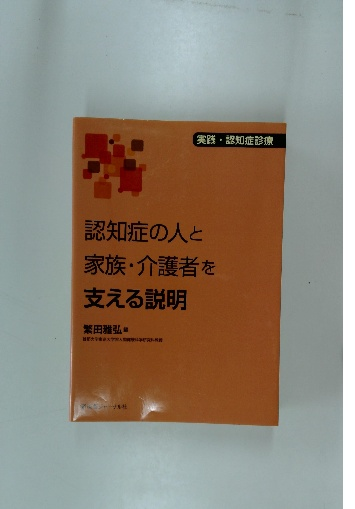 実践・認知症診療
認知症の人と
家族・介護者を
支える説明
繁田雅弘 編